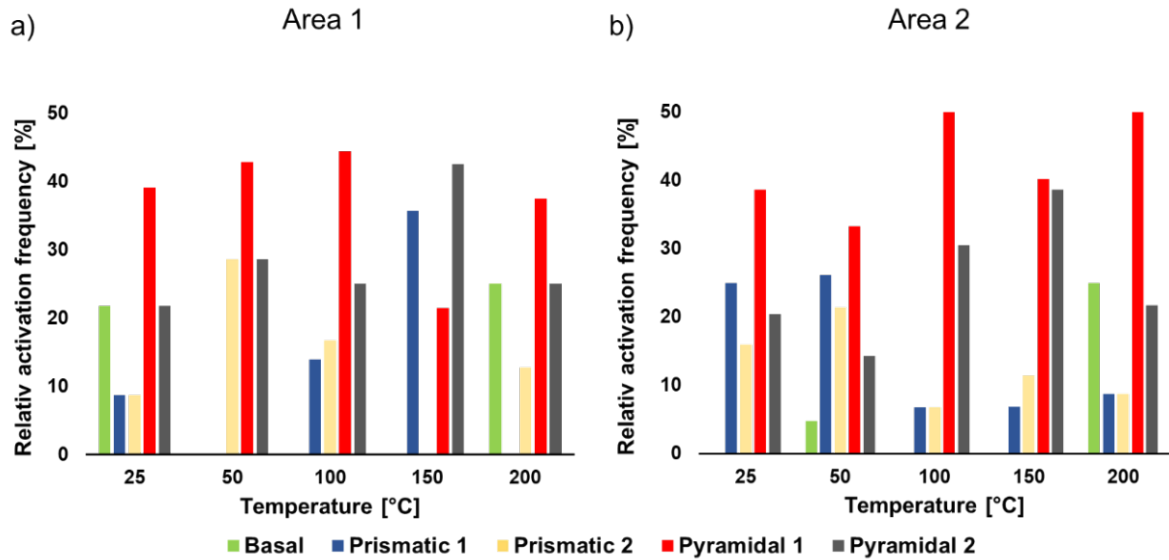 a) Area 1
Relativ activation frequency [%]
50
40
30
20
10
0
25 50 100 150 200
Temperature [°C]
b) Area 2
Relativ activation frequency [%]
50
40
30
20
10
0
25 50 100 150 200
Temperature [°C]
Basal Prismatic 1 Prismatic 2 Pyramidal 1 Pyramidal 2